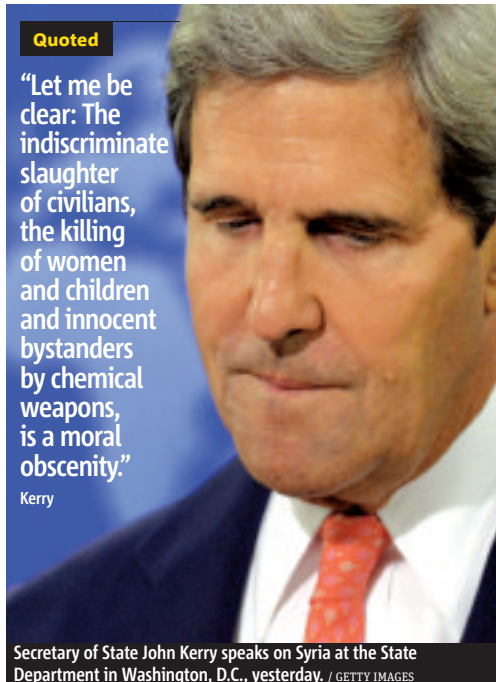 Quoted
“Let me be
clear: The
indiscriminate
slaughter
of civilians,
the killing
of women
and children
and innocent
bystanders
by chemical
weapons,
is a moral
obscenity.”
Kerry
Secretary of State John Kerry speaks on Syria at the State
Department in Washington, D.C., yesterday. / GETTY IMAGES